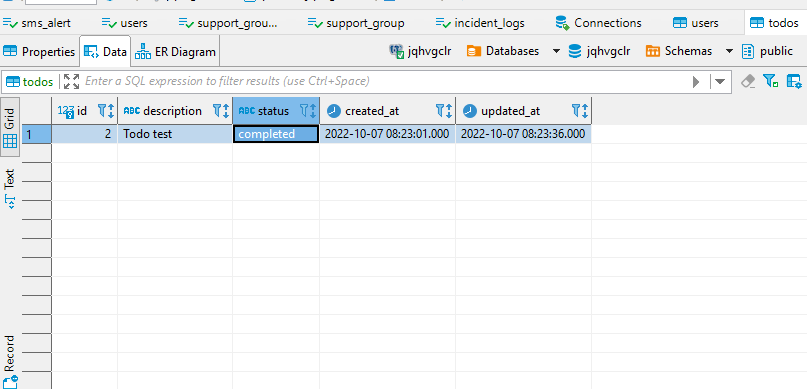 sms_alert users support_grou... support_group incident_logs Connections users todos
Properties Data ER Diagram jqhvgclr Databases jqhvgclr Schemas public
todos Enter a SQL expression to filter results (use Ctrl+Space)
Grid
Text
Record
123 id ABC description ABC status created_at updated_at
1 2 Todo test completed 2022-10-07 08:23:01.000 2022-10-07 08:23:36.000